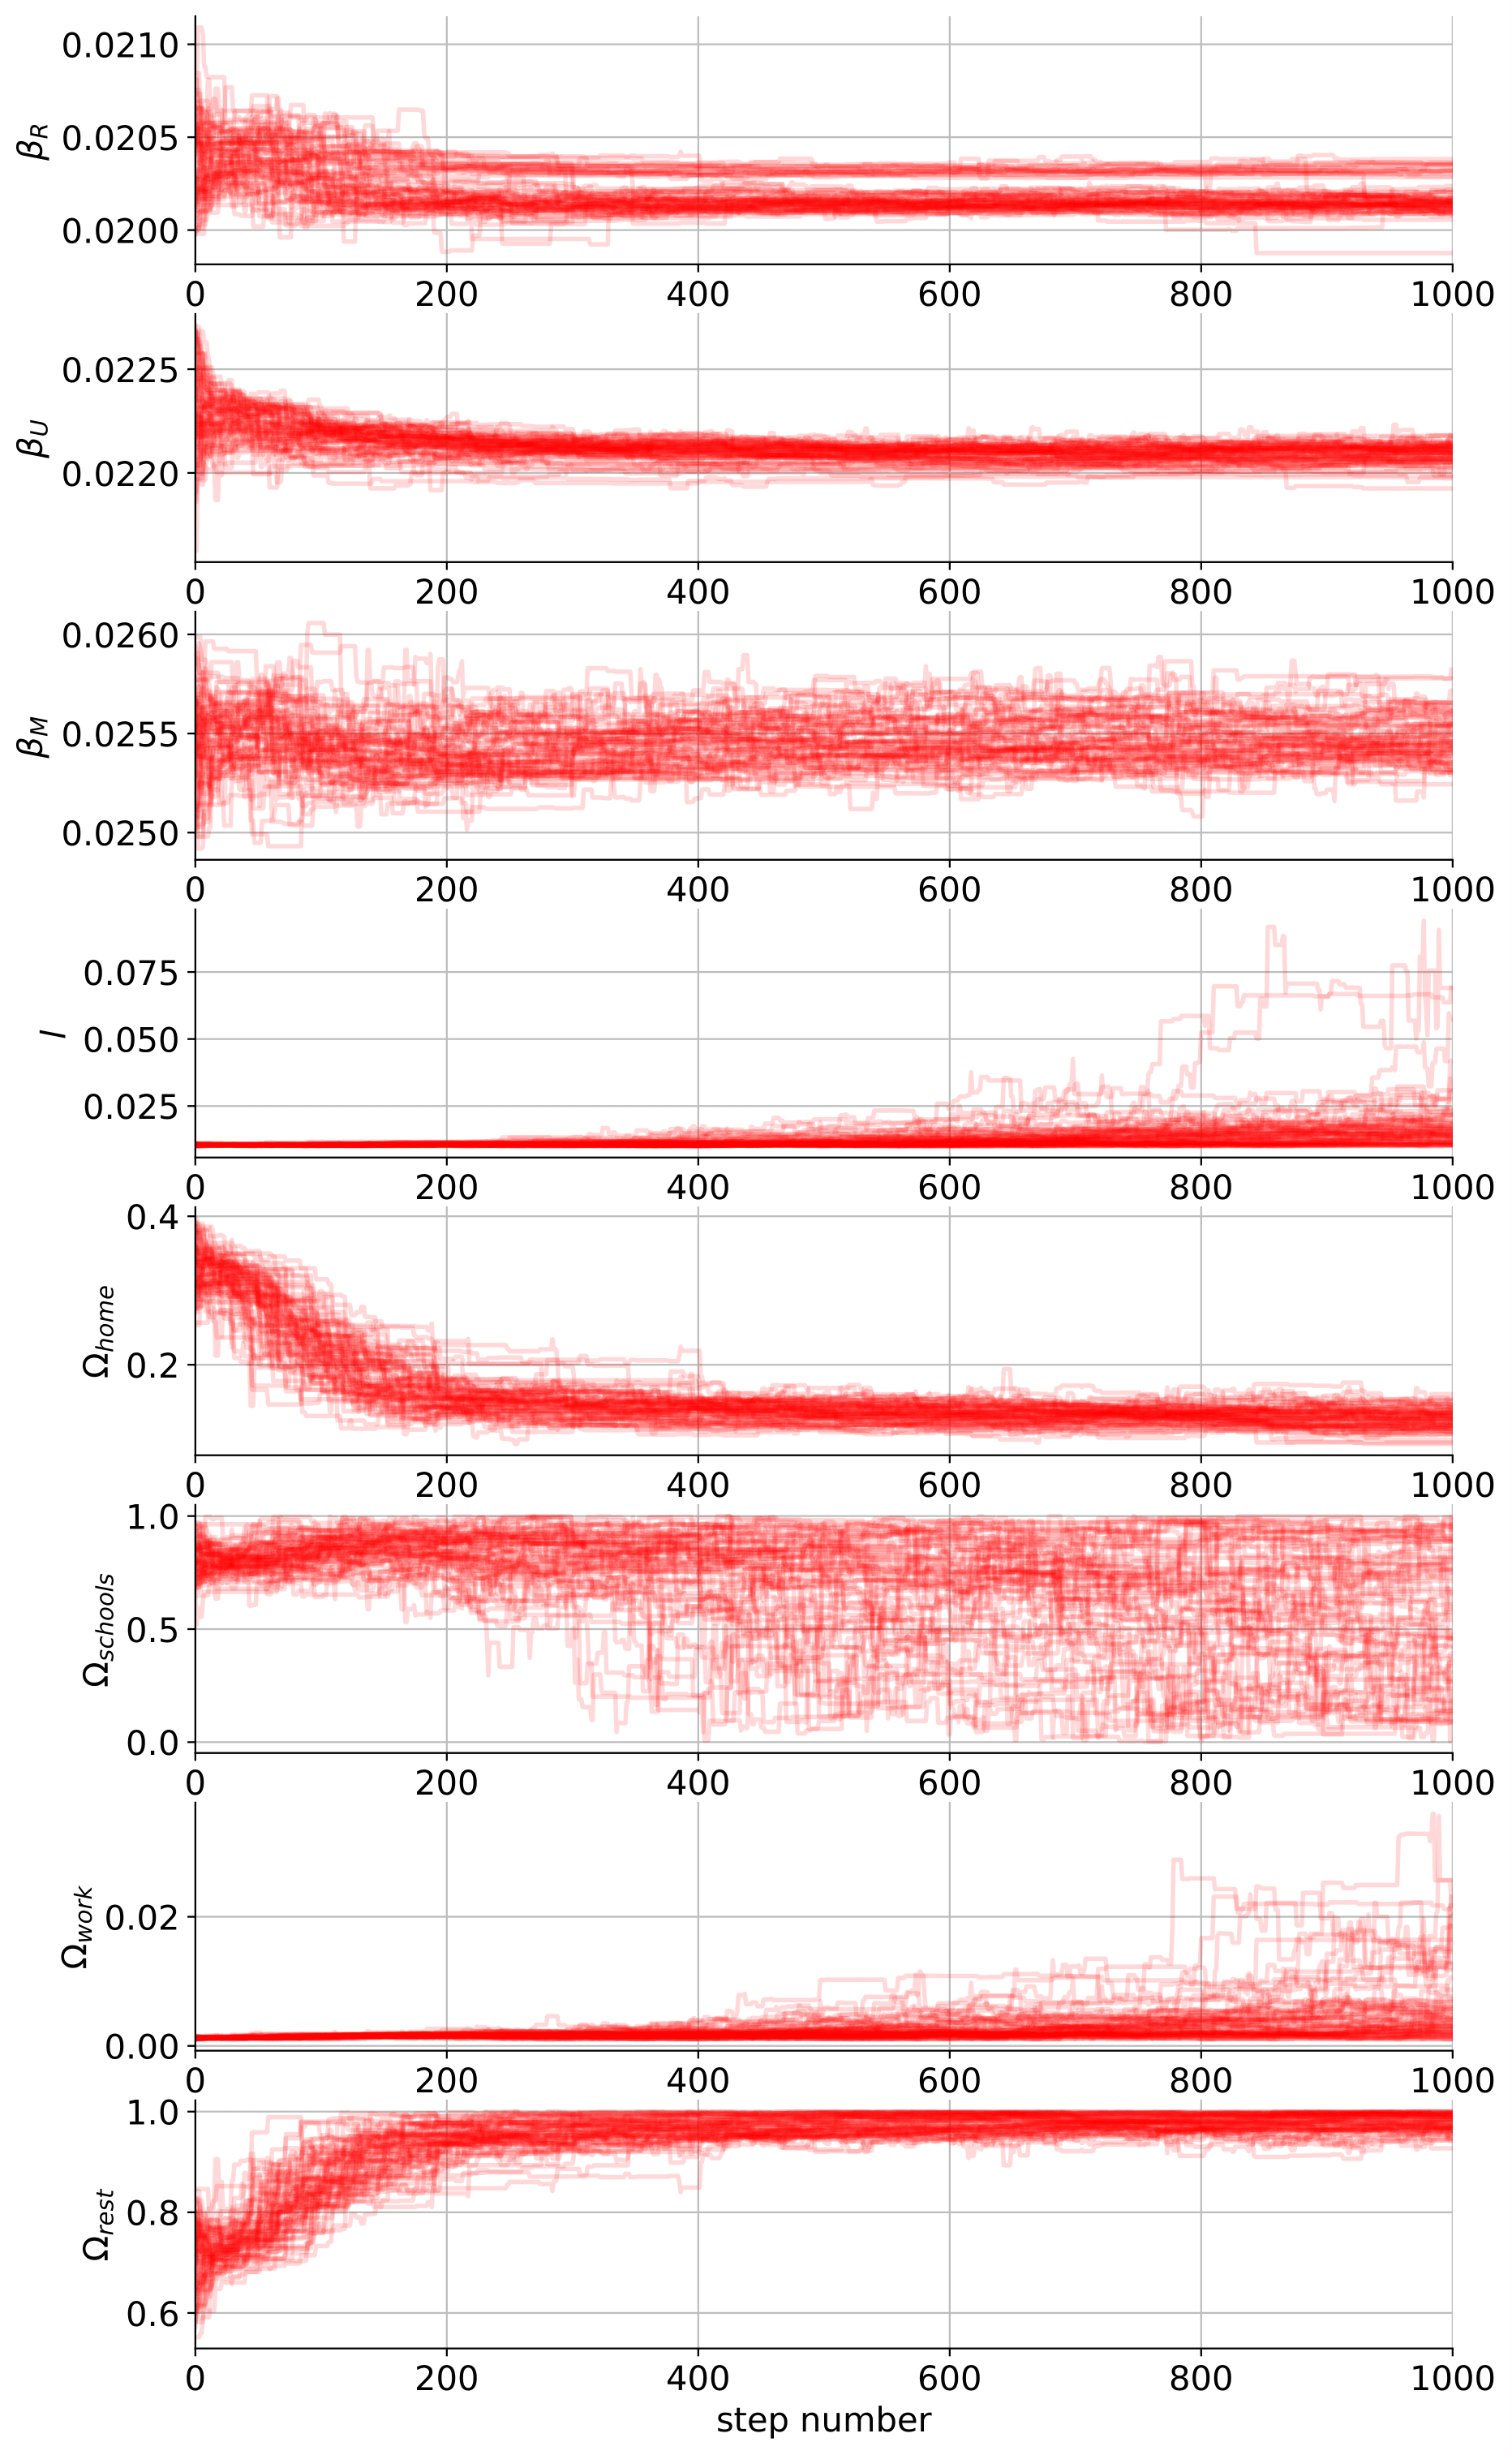 0.0210
0.0205
0.0200
β_R
0 200 400 600 800 1000
0.0225
0.0220
β_U
0 200 400 600 800 1000
0.0260
0.0255
0.0250
β_M
0 200 400 600 800 1000
0.075
0.050
0.025
I
0 200 400 600 800 1000
0.4
0.2
Ω_home
0 200 400 600 800 1000
1.0
0.5
0.0
Ω_schools
0 200 400 600 800 1000
0.02
0.00
Ω_work
0 200 400 600 800 1000
1.0
0.8
0.6
Ω_rest
0 200 400 600 800 1000
step number